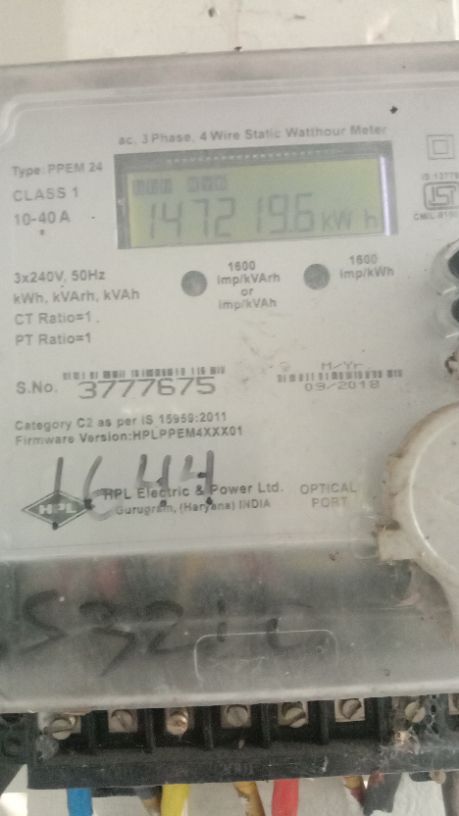 ac, 3 Phase, 4 Wire Static Watthour Meter
Type: PPEM 24
CLASS 1
10-40 A
147219.6 kWh
3x240V, 50Hz
kWh, kVArh, kVAh
CT Ratio=1
PT Ratio=1
1600
imp/kVArh
or
imp/kVAh
1600
imp/kWh
S.No. 3777675
M/Yr
09/2018
Category C2 as per IS 15959:2011
Firmware Version:HPLPPEM4XXX01
1644
HPL
HPL Electric & Power Ltd.
Gurugram, (Haryana) INDIA
OPTICAL
PORT